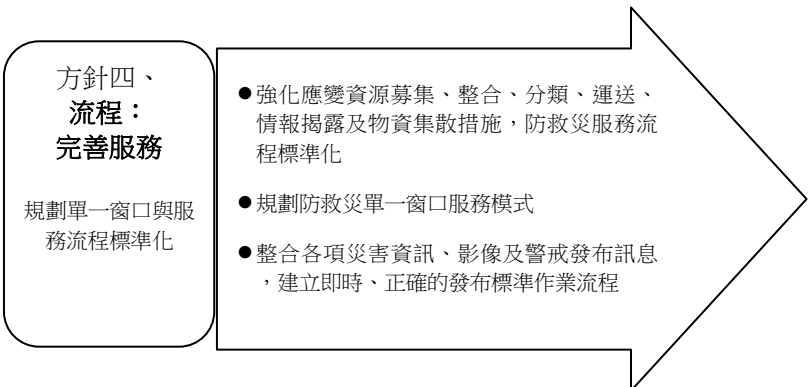 方針四、
流程：
完善服務
規劃單一窗口與服
務流程標準化
●強化應變資源募集、整合、分類、運送、
情報揭露及物資集散措施，防救災服務流
程標準化
●規劃防救災單一窗口服務模式
●整合各項災害資訊、影像及警戒發布訊息
，建立即時、正確的發布標準作業流程